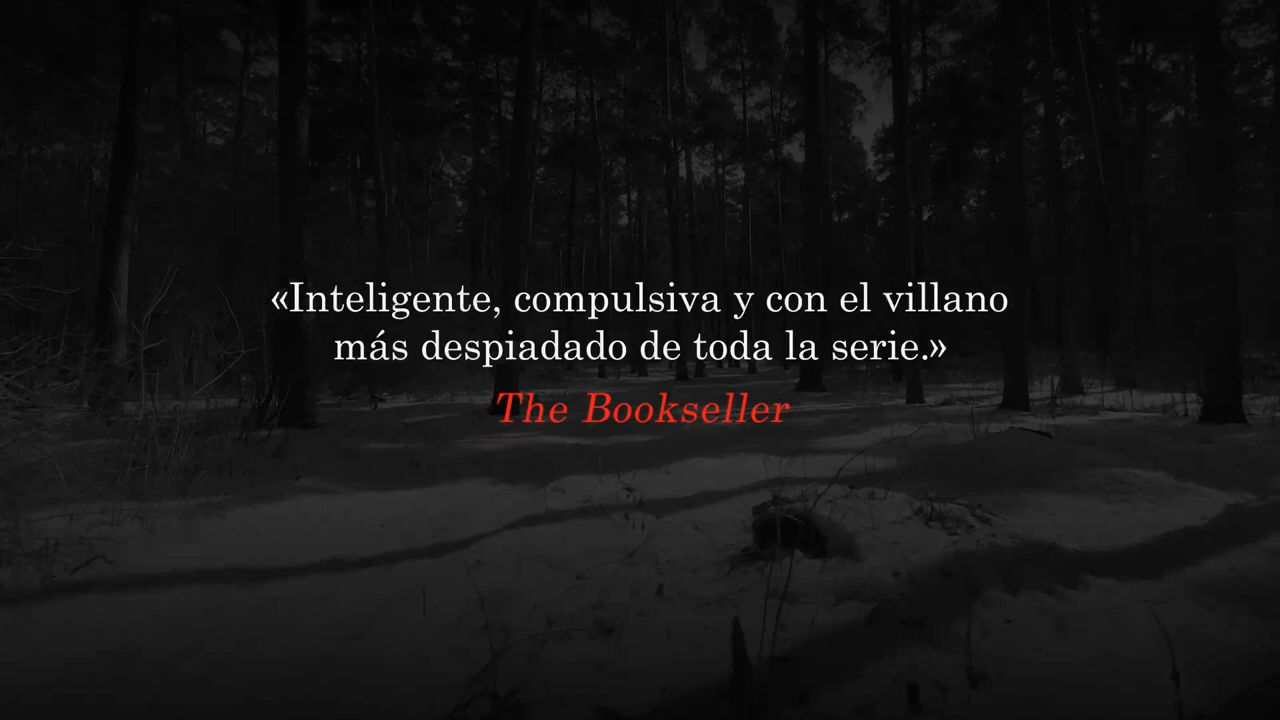 «Inteligente, compulsiva y con el villano
más despiadado de toda la serie.»
The Bookseller